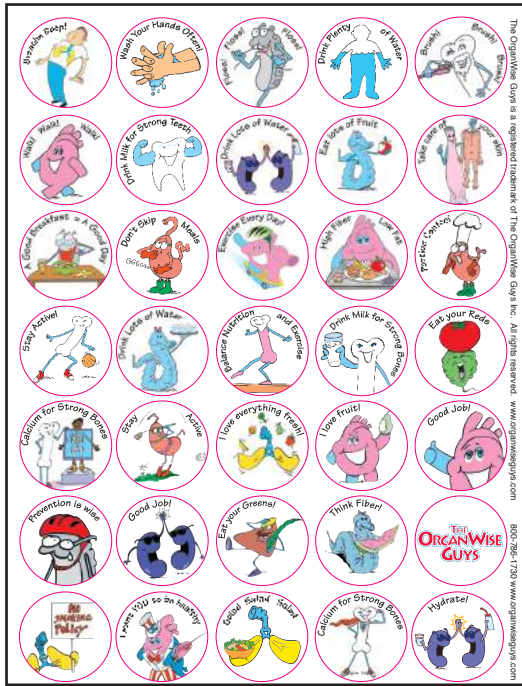 Wash Your Hands Often!
Floss! Floss! Floss!
Drink Plenty of Water
Brush! Brush! Brush!
Walk! Walk! Walk!
Drink Milk for Strong Teeth
Drink Lots of Water
Eat lots of Fruit
Take care of your skin
A Good Breakfast = A Good Day
Don't Skip Meals
GGGGG
Exercise Every Day!
High Fiber Low Fat
Portion Control
Stay Active!
Drink Lots of Water
Balance Nutrition and Exercise
Drink Milk for Strong Bones
Eat your Reds
Calcium for Strong Bones
Stay Active
I love everything fresh!
I love fruit!
Good Job!
Prevention is wise
Good Job!
Eat your Greens!
Think Fiber!
THE
ORGANWISE
GUYS
NO
SMOKING
POLICY
I want YOU to be healthy
Calcium for Strong Bones
Hydrate!
The OrganWise Guys is a registered trademark of The OrganWise Guys Inc. All rights reserved. www.organwiseguys.com 800-786-1730 www.organwiseguys.com